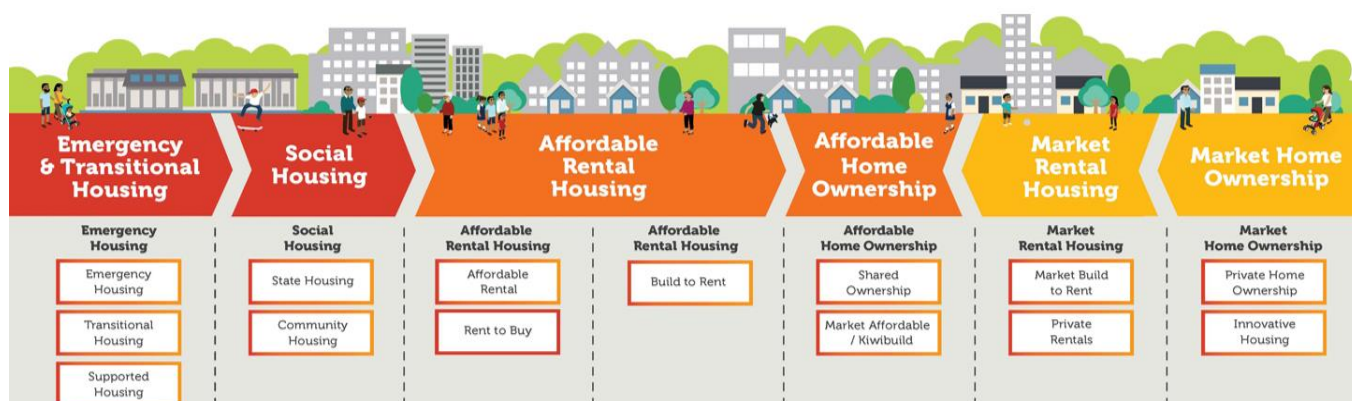 Emergency
& Transitional
Housing
Social
Housing
Affordable
Rental
Housing
Affordable
Home
Ownership
Market
Rental
Housing
Market Home
Ownership
Emergency
Housing
Emergency
Housing
Transitional
Housing
Supported
Housing
Social
Housing
State Housing
Community
Housing
Affordable
Rental Housing
Affordable
Rental
Rent to Buy
Affordable
Rental Housing
Build to Rent
Affordable
Home Ownership
Shared
Ownership
Market Affordable
/ Kiwibuild
Market
Rental Housing
Market Build
to Rent
Private
Rentals
Market
Home Ownership
Private Home
Ownership
Innovative
Housing